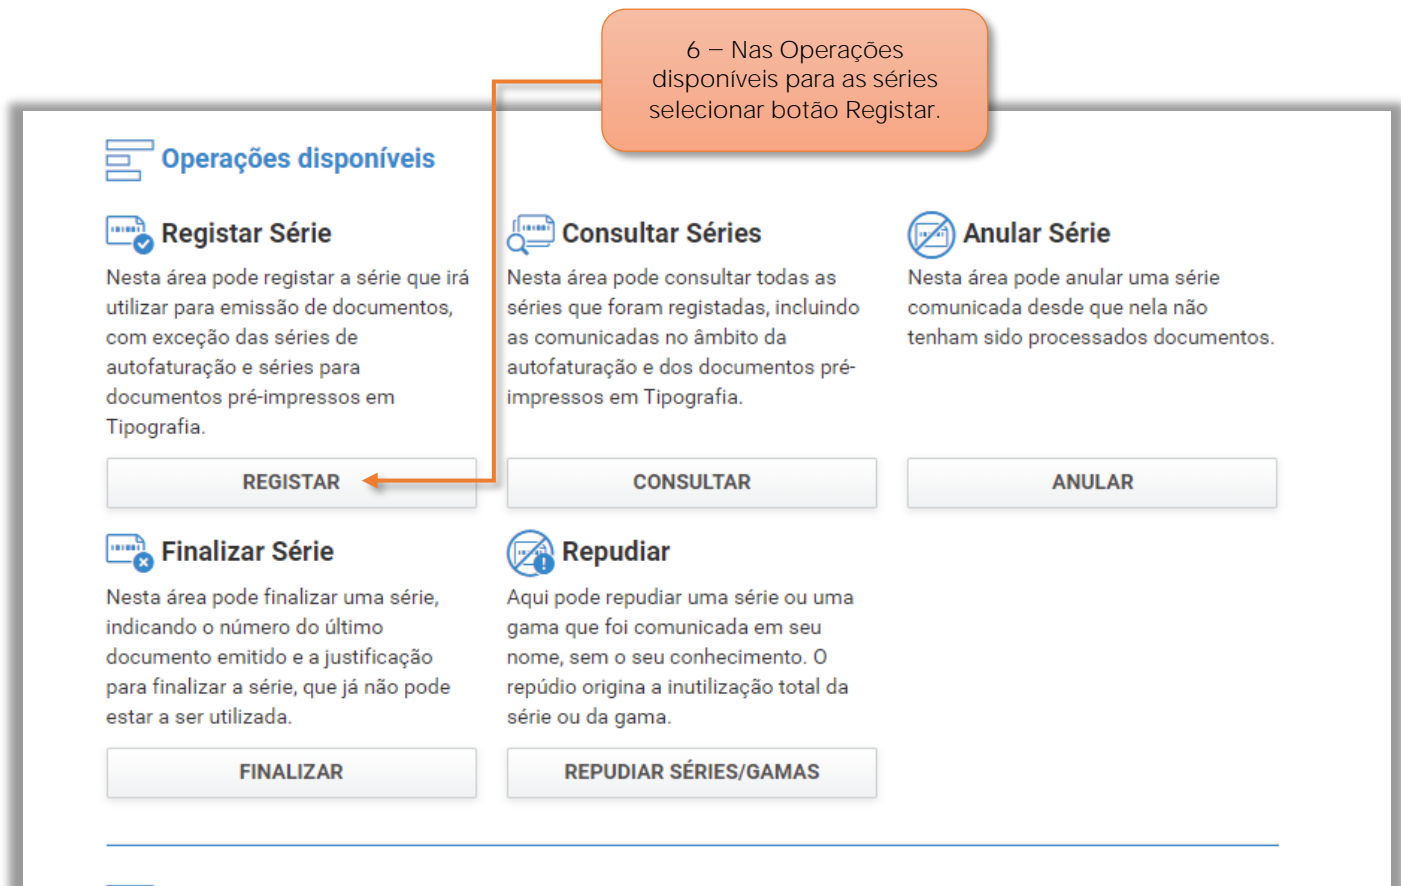 6 – Nas Operações
disponíveis para as séries
selecionar botão Registar.
Operações disponíveis
Registar Série
Nesta área pode registar a série que irá
utilizar para emissão de documentos,
com exceção das séries de
autofaturação e séries para
documentos pré-impressos em
Tipografia.
REGISTAR
Consultar Séries
Nesta área pode consultar todas as
séries que foram registadas, incluindo
as comunicadas no âmbito da
autofaturação e dos documentos pré-
impressos em Tipografia.
CONSULTAR
Anular Série
Nesta área pode anular uma série
comunicada desde que nela não
tenham sido processados documentos.
ANULAR
Finalizar Série
Nesta área pode finalizar uma série,
indicando o número do último
documento emitido e a justificação
para finalizar a série, que já não pode
estar a ser utilizada.
FINALIZAR
Repudiar
Aqui pode repudiar uma série ou uma
gama que foi comunicada em seu
nome, sem o seu conhecimento. O
repúdio origina a inutilização total da
série ou da gama.
REPUDIAR SÉRIES/GAMAS